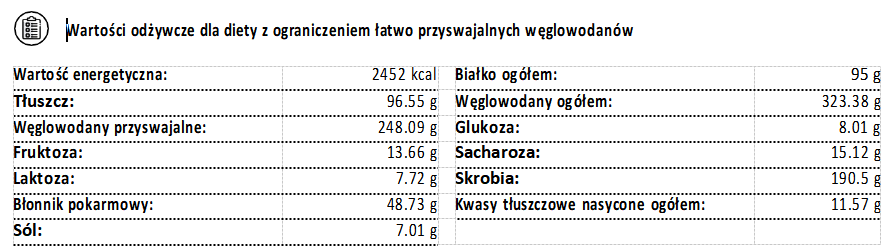 Wartości odżywcze dla diety z ograniczeniem łatwo przyswajalnych węglowodanów
Wartość energetyczna: 2452 kcal Białko ogółem: 95 g
Tłuszcz: 96.55 g Węglowodany ogółem: 323.38 g
Węglowodany przyswajalne: 248.09 g Glukoza: 8.01 g
Fruktoza: 13.66 g Sacharoza: 15.12 g
Laktoza: 7.72 g Skrobia: 190.5 g
Błonnik pokarmowy: 48.73 g Kwasy tłuszczowe nasycone ogółem: 11.57 g
Sól: 7.01 g